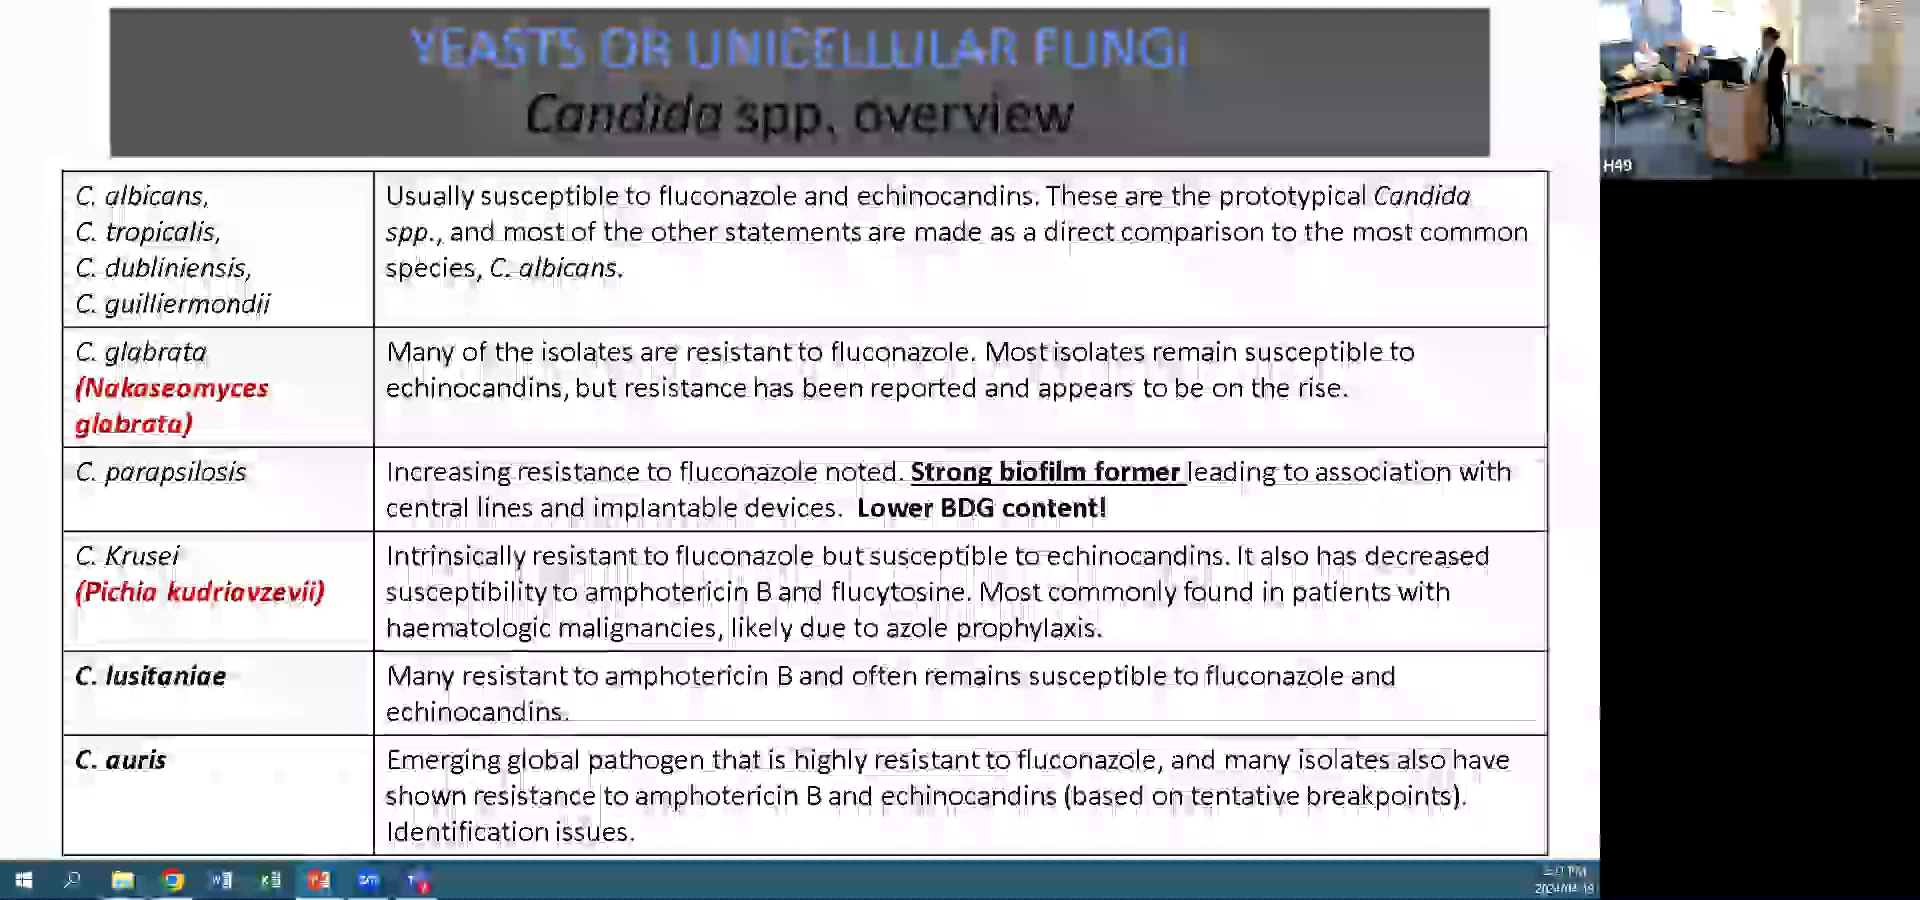 YEASTS OR UNICELLULAR FUNGI
Candida spp. overview
H49
C. albicans,
C. tropicalis,
C. dubliniensis,
C. guilliermondii
Usually susceptible to fluconazole and echinocandins. These are the prototypical Candida
spp., and most of the other statements are made as a direct comparison to the most common
species, C. albicans.
C. glabrata
(Nakaseomyces
glabrata)
Many of the isolates are resistant to fluconazole. Most isolates remain susceptible to
echinocandins, but resistance has been reported and appears to be on the rise.
C. parapsilosis
Increasing resistance to fluconazole noted. Strong biofilm former leading to association with
central lines and implantable devices. Lower BDG content!
C. Krusei
(Pichia kudriavzevii)
Intrinsically resistant to fluconazole but susceptible to echinocandins. It also has decreased
susceptibility to amphotericin B and flucytosine. Most commonly found in patients with
haematologic malignancies, likely due to azole prophylaxis.
C. lusitaniae
Many resistant to amphotericin B and often remains susceptible to fluconazole and
echinocandins.
C. auris
Emerging global pathogen that is highly resistant to fluconazole, and many isolates also have
shown resistance to amphotericin B and echinocandins (based on tentative breakpoints).
Identification issues.